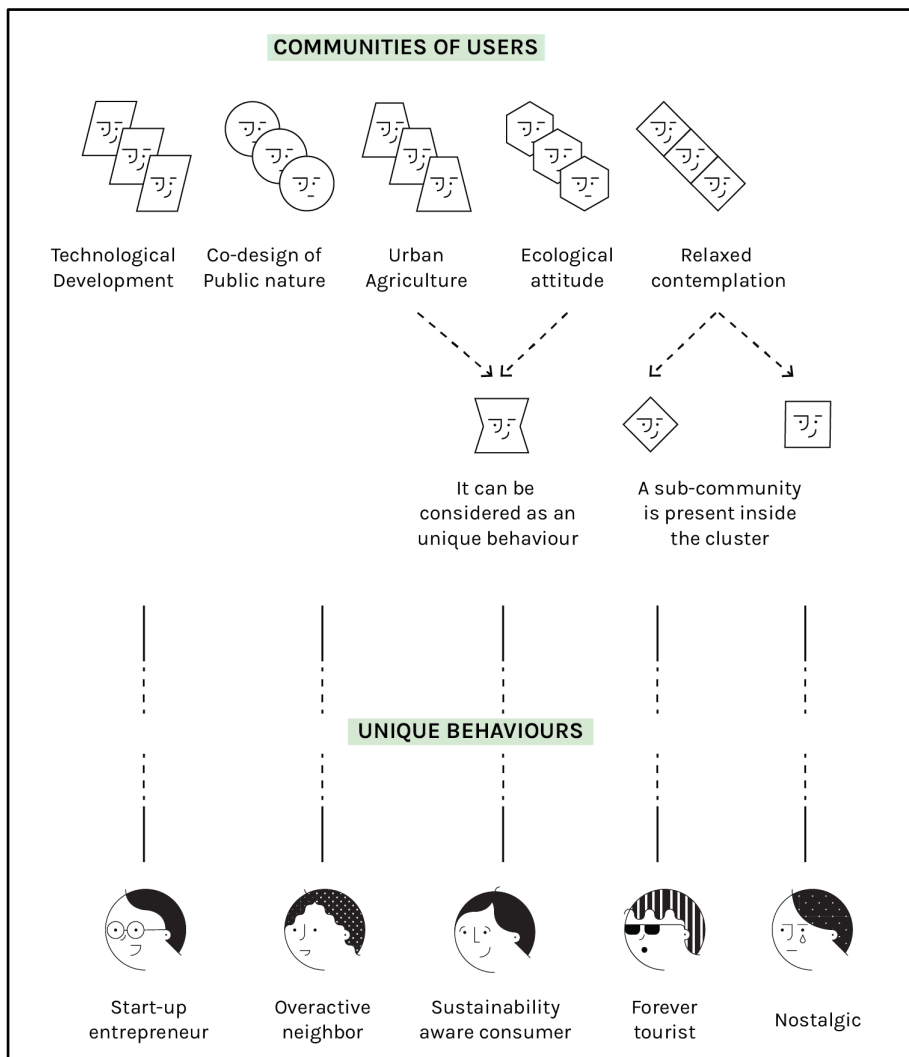 COMMUNITIES OF USERS
Technological
Development
Co-design of
Public nature
Urban
Agriculture
Ecological
attitude
Relaxed
contemplation
It can be
considered as an
unique behaviour
A sub-community
is present inside
the cluster
UNIQUE BEHAVIOURS
Start-up
entrepreneur
Overactive
neighbor
Sustainability
aware consumer
Forever
tourist
Nostalgic